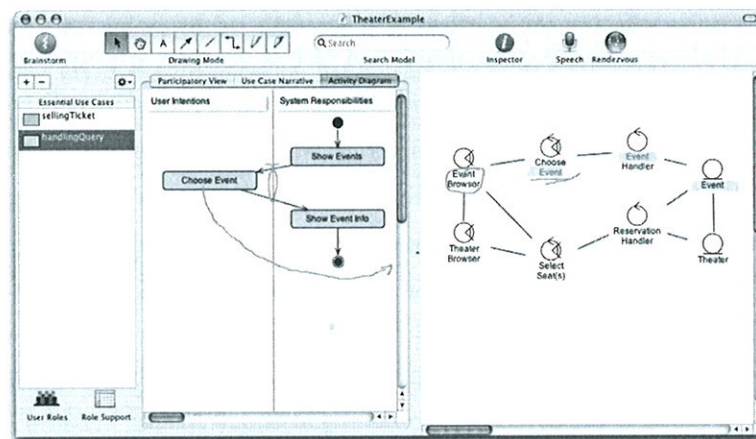 TheaterExample
Brainstorm
A
Drawing Mode
Search
Search Model
Inspector
Speech
Rendezvous
+ -
Essential Use Cases
sellingTicket
handlingQuery
User Roles
Role Support
Participatory View
Use Case Narrative
Activity Diagram
User Intentions
System Responsibilities
Show Events
Choose Event
Show Event Info
Event
Browsor
Choose
Event
Event
Handler
Event
Theater
Browser
Select
Seat(s)
Reservation
Handler
Theater